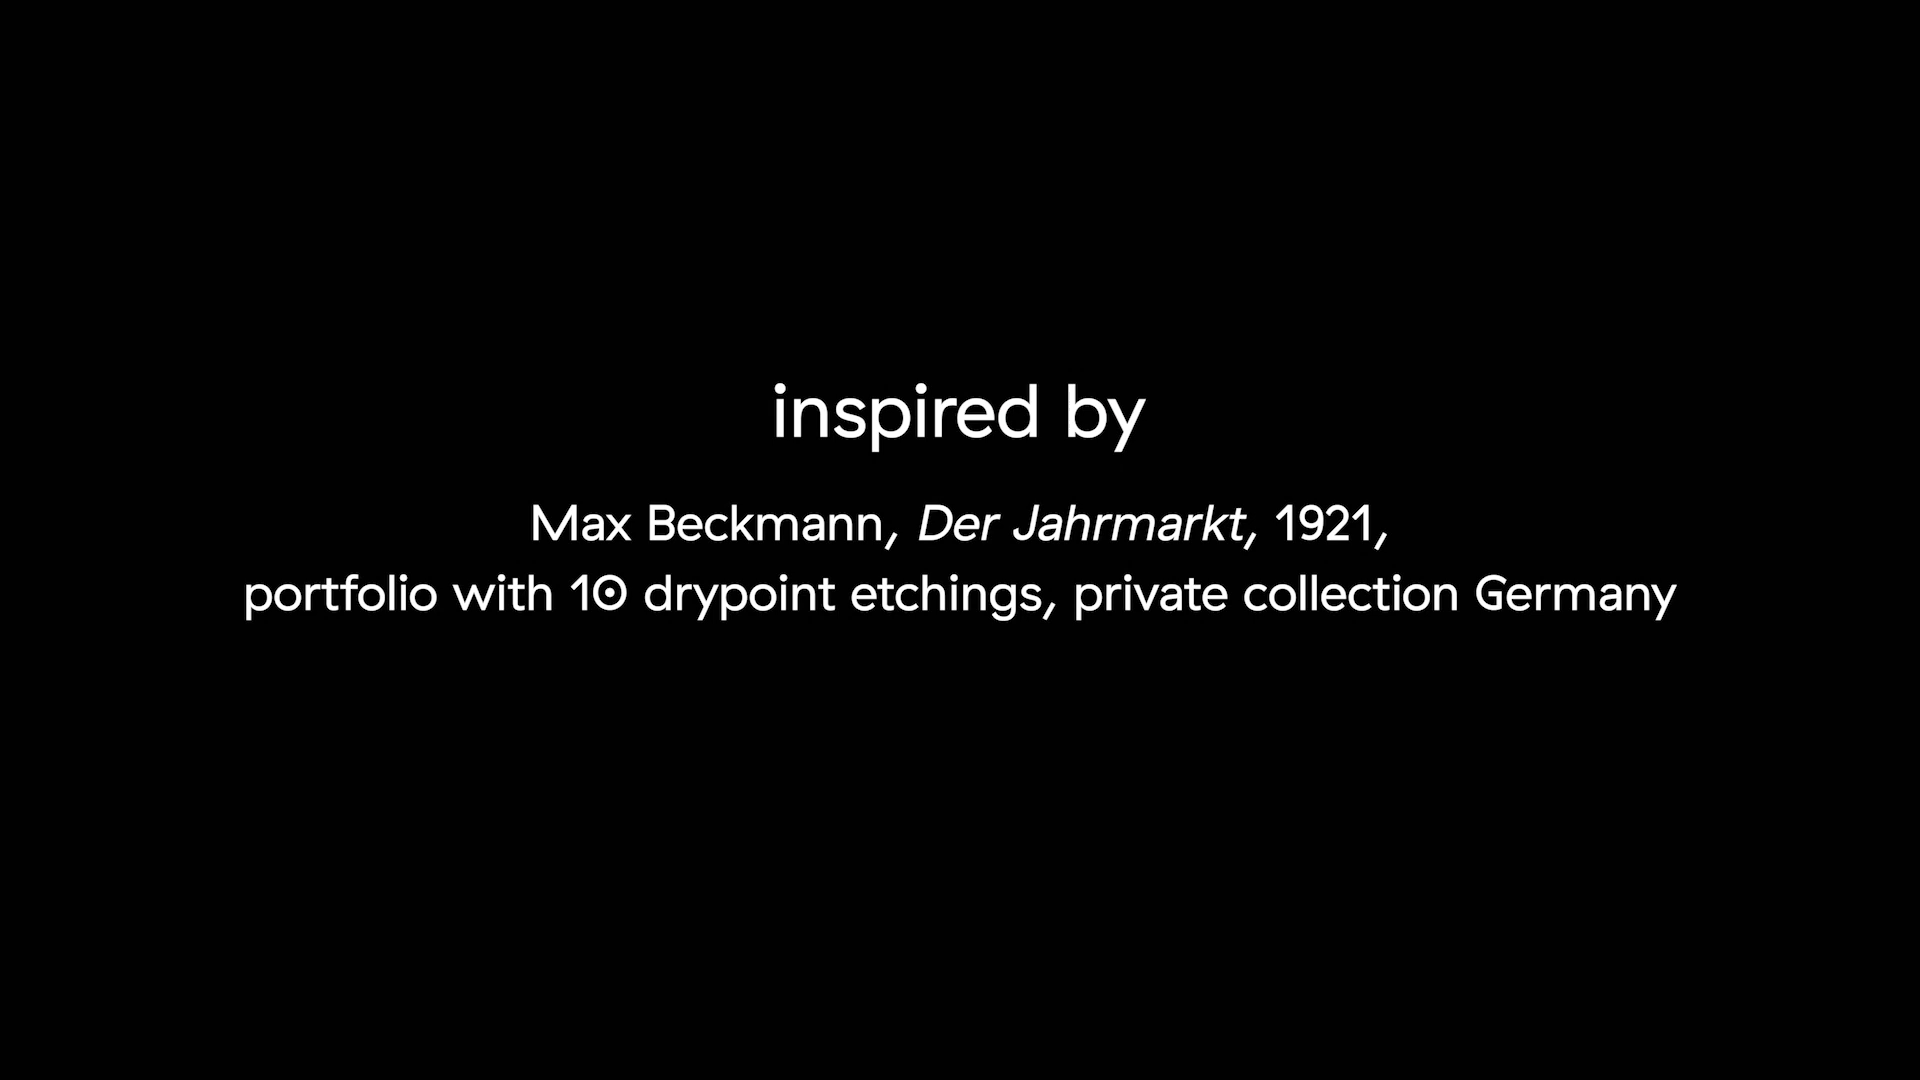 inspired by
Max Beckmann, Der Jahrmarkt, 1921,
portfolio with 10 drypoint etchings, private collection Germany